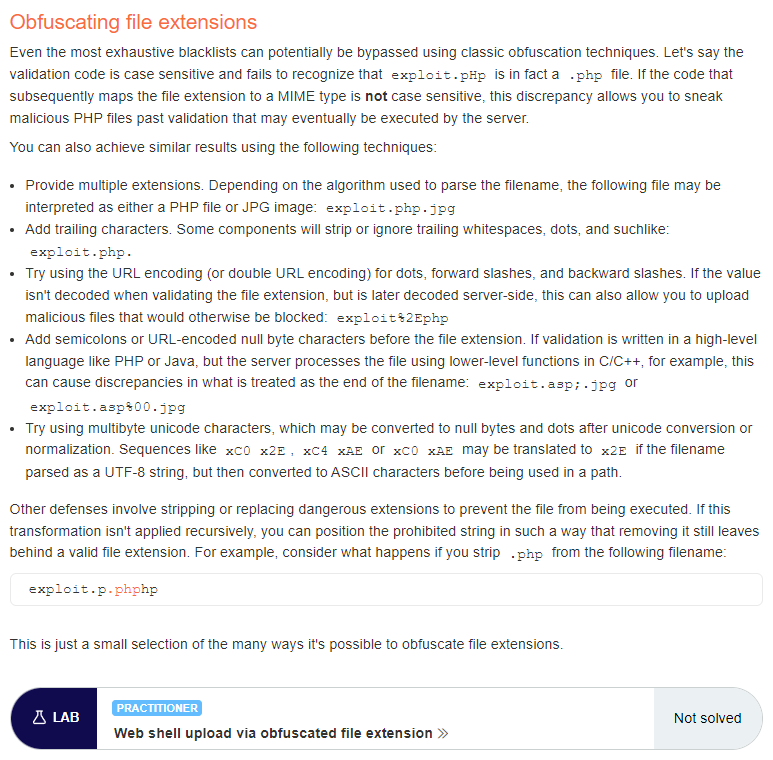 Obfuscating file extensions
Even the most exhaustive blacklists can potentially be bypassed using classic obfuscation techniques. Let's say the
validation code is case sensitive and fails to recognize that exploit.pHp is in fact a .php file. If the code that
subsequently maps the file extension to a MIME type is not case sensitive, this discrepancy allows you to sneak
malicious PHP files past validation that may eventually be executed by the server.
You can also achieve similar results using the following techniques:
• Provide multiple extensions. Depending on the algorithm used to parse the filename, the following file may be
interpreted as either a PHP file or JPG image: exploit.php.jpg
• Add trailing characters. Some components will strip or ignore trailing whitespaces, dots, and suchlike:
exploit.php.
• Try using the URL encoding (or double URL encoding) for dots, forward slashes, and backward slashes. If the value
isn't decoded when validating the file extension, but is later decoded server-side, this can also allow you to upload
malicious files that would otherwise be blocked: exploit%2Ephp
• Add semicolons or URL-encoded null byte characters before the file extension. If validation is written in a high-level
language like PHP or Java, but the server processes the file using lower-level functions in C/C++, for example, this
can cause discrepancies in what is treated as the end of the filename: exploit.asp;.jpg or
exploit.asp%00.jpg
• Try using multibyte unicode characters, which may be converted to null bytes and dots after unicode conversion or
normalization. Sequences like xC0 x2E, xC4 xAE or xC0 xAE may be translated to x2E if the filename
parsed as a UTF-8 string, but then converted to ASCII characters before being used in a path.
Other defenses involve stripping or replacing dangerous extensions to prevent the file from being executed. If this
transformation isn't applied recursively, you can position the prohibited string in such a way that removing it still leaves
behind a valid file extension. For example, consider what happens if you strip .php from the following filename:
exploit.p.phphp
This is just a small selection of the many ways it's possible to obfuscate file extensions.
LAB
PRACTITIONER
Web shell upload via obfuscated file extension »
Not solved